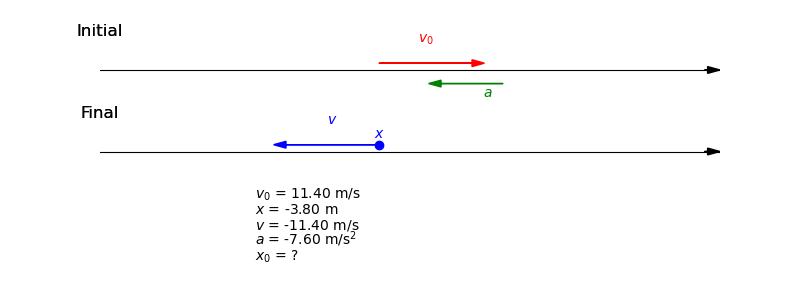 Initial
v₀
a
Final
v
x
v₀ = 11.40 m/s
x = -3.80 m
v = -11.40 m/s
a = -7.60 m/s²
x₀ = ?